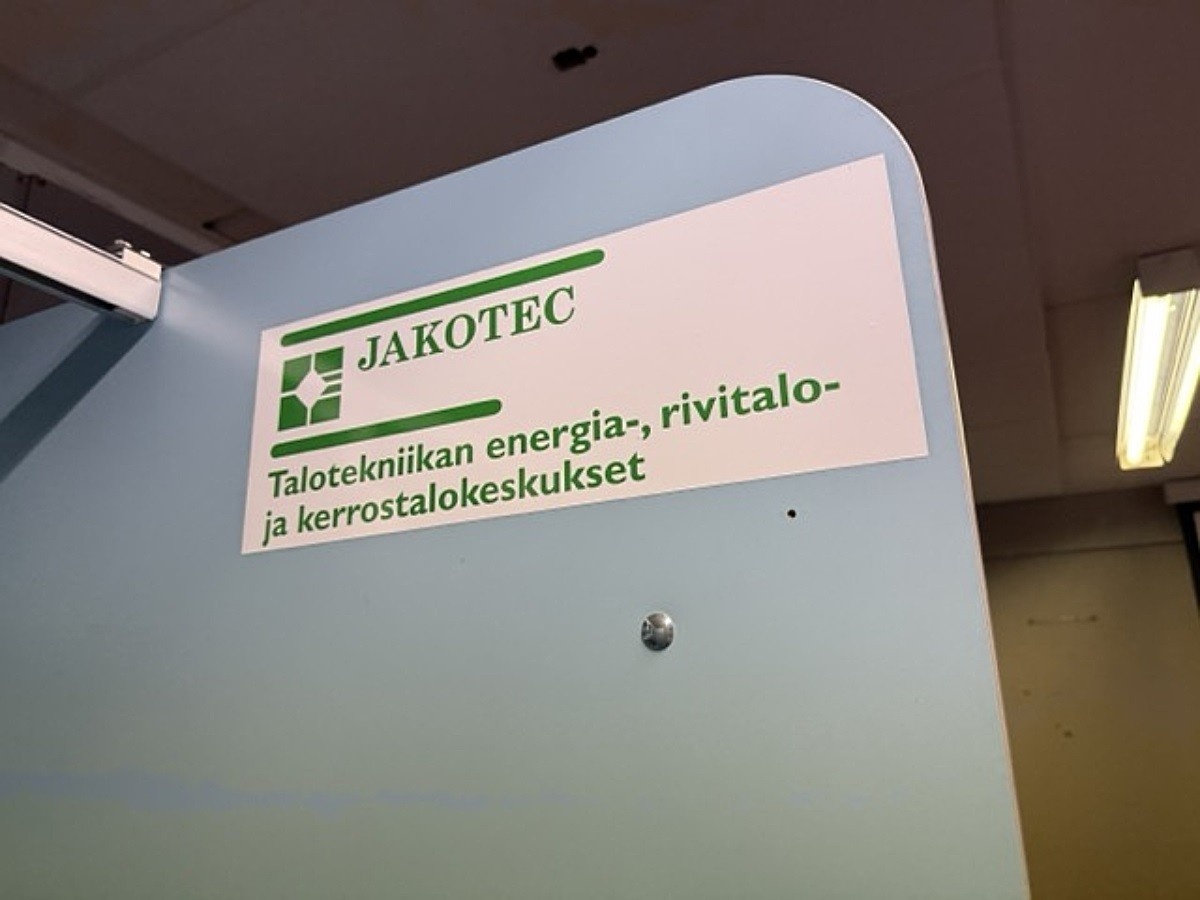 JAKOTEC
Talotekniikan energia-, rivitalo-
ja kerrostalokeskukset